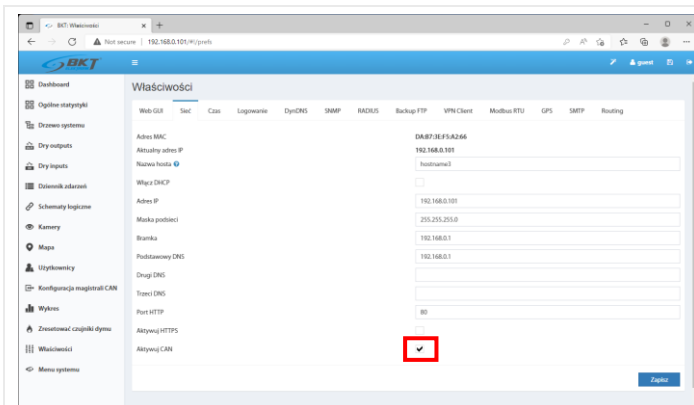 BKT: Właściwości
Not secure 192.168.0.101/#!/prefs
BKT
guest
Dashboard
Ogólne statystyki
Drzewo systemu
Dry outputs
Dry inputs
Dziennik zdarzeń
Schematy logiczne
Kamery
Mapa
Użytkownicy
Konfiguracja magistrali CAN
Wykres
Zresetować czujniki dymu
Właściwości
Menu systemu
Właściwości
Web GUI Sieć Czas Logowanie DynDNS SNMP RADIUS Backup FTP VPN Client Modbus RTU GPS SMTP Routing
Adres MAC DA:B7:3E:F5:A2:66
Aktualny adres IP 192.168.0.101
Nazwa hosta hostname3
Włącz DHCP
Adres IP 192.168.0.101
Maska podsieci 255.255.255.0
Bramka 192.168.0.1
Podstawowy DNS 192.168.0.1
Drugi DNS
Trzeci DNS
Port HTTP 80
Aktywuj HTTPS
Aktywuj CAN
Zapisz